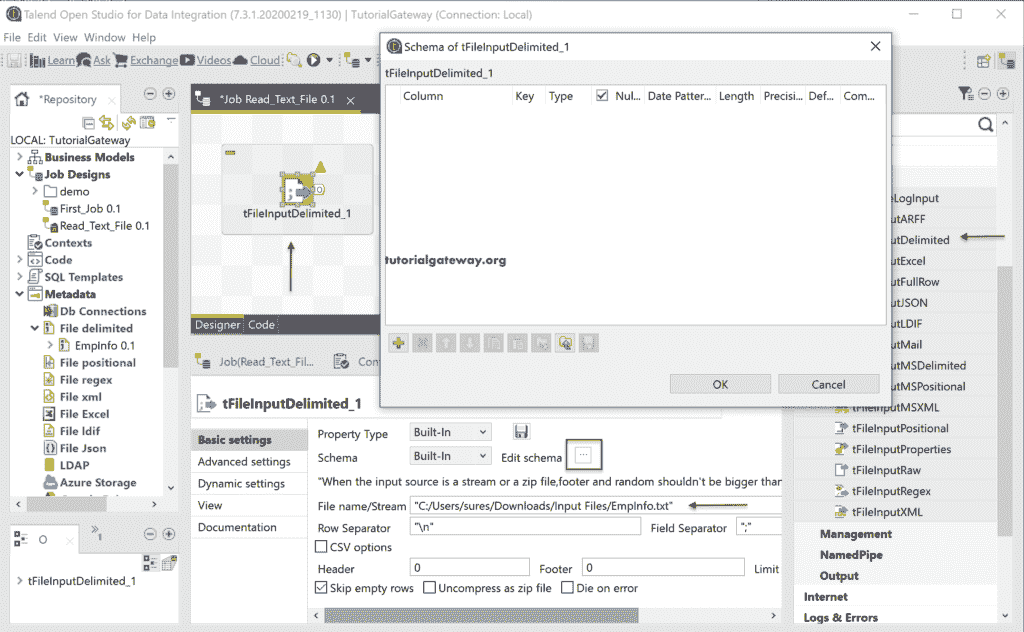 Talend Open Studio for Data Integration (7.3.1.20200219_1130) | TutorialGateway (Connection: Local)
File Edit View Window Help
Learn Ask Exchange Videos Cloud
*Repository
LOCAL: TutorialGateway
Business Models
Job Designs
demo
First_Job 0.1
Read_Text_File 0.1
Contexts
Code
SQL Templates
Metadata
Db Connections
File delimited
EmpInfo 0.1
File positional
File regex
File xml
File Excel
File ldif
File Json
LDAP
Azure Storage
tFileInputDelimited_1
*Job Read_Text_File 0.1
tFileInputDelimited_1
Designer Code
Schema of tFileInputDelimited_1
tFileInputDelimited_1
Column Key Type Nul... Date Patter... Length Precisi... Def... Com...
tutorialgateway.org
OK Cancel
Job(Read_Text_Fil... Con
tFileInputDelimited_1
Basic settings
Advanced settings
Dynamic settings
View
Documentation
Property Type Built-In
Schema Built-In Edit schema ...
"When the input source is a stream or a zip file,footer and random shouldn't be bigger than
File name/Stream "C:/Users/sures/Downloads/Input Files/EmpInfo.txt"
Row Separator "\n" Field Separator ";"
CSV options
Header 0 Footer 0 Limit
Skip empty rows Uncompress as zip file Die on error
eLogInput
utARFF
utDelimited
utExcel
utFullRow
utJSON
utLDIF
utMail
utMSDelimited
utMSPositional
tFileInputMSXML
tFileInputPositional
tFileInputProperties
tFileInputRaw
tFileInputRegex
tFileInputXML
Management
NamedPipe
Output
Internet
Logs & Errors